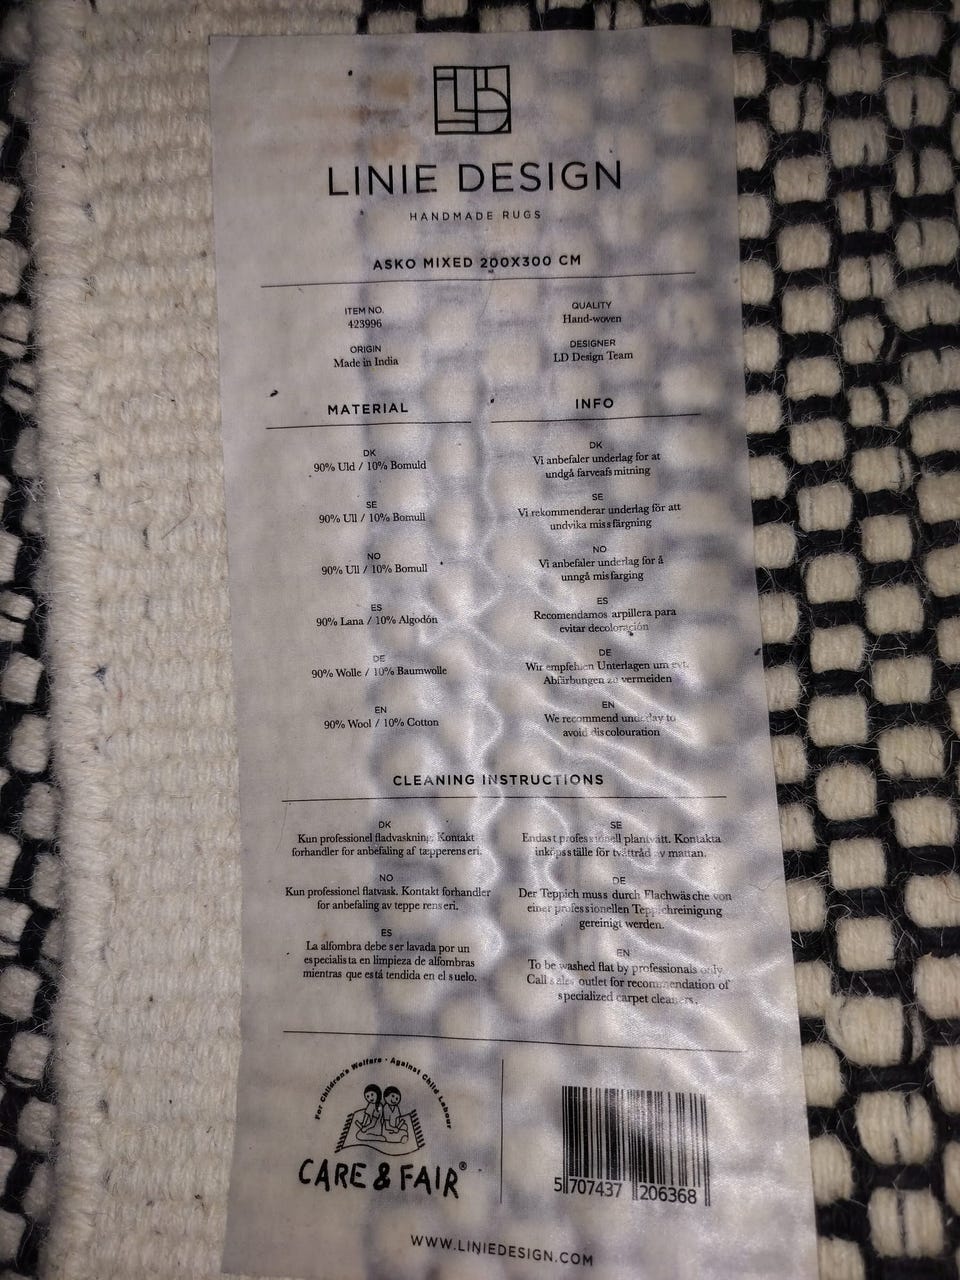 LINIE DESIGN
HANDMADE RUGS
ASKO MIXED 200X300 CM
ITEM NO.
423996
ORIGIN
Made in India
QUALITY
Hand-woven
DESIGNER
LD Design Team
MATERIAL
DK
90% Uld / 10% Bomuld
SE
90% Ull / 10% Bomull
NO
90% Ull / 10% Bomull
ES
90% Lana / 10% Algodón
DE
90% Wolle / 10% Baumwolle
EN
90% Wool / 10% Cotton
INFO
DK
Vi anbefaler underlag for at
undgå farveafsmitning
SE
Vi rekommenderar underlag för att
undvika missfärgning
NO
Vi anbefaler underlag for å
unngå misfarging
ES
Recomendamos arpillera para
evitar decoloración
DE
Wir empfehlen Unterlagen um evt.
Abfärbungen zu vermeiden
EN
We recommend underlay to
avoid discolouration
CLEANING INSTRUCTIONS
DK
Kun professionel fladvaskning. Kontakt
forhandler for anbefaling af tæpperenseri.
NO
Kun professionel flatvask. Kontakt forhandler
for anbefaling av tepperenseri.
ES
La alfombra debe ser lavada por un
especialista en limpieza de alfombras
mientras que está tendida en el suelo.
SE
Endast professionell plantvätt. Kontakta
inköpsställe för tvättråd av mattan.
DE
Der Teppich muss durch Flachwäsche von
einer professionellen Teppichreinigung
gereinigt werden.
EN
To be washed flat by professionals only.
Call sales outlet for recommendation of
specialized carpet cleaners.
For Children's Welfare · Against Child Labour
CARE & FAIR®
5 707437 206368
WWW.LINIEDESIGN.COM